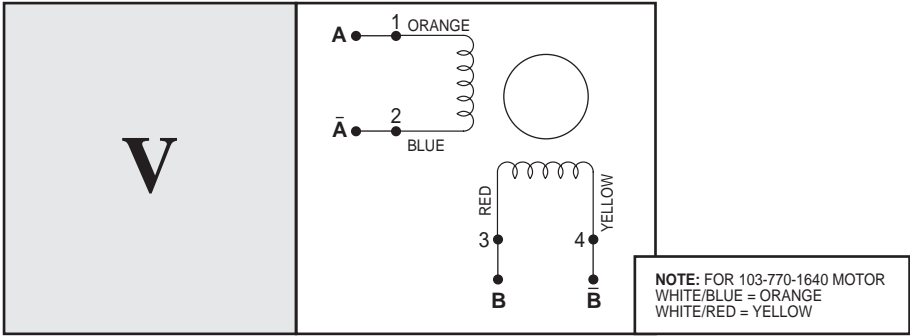 V
A 1 ORANGE
Ā 2
BLUE
RED
YELLOW
3 4
B B̄
NOTE: FOR 103-770-1640 MOTOR
WHITE/BLUE = ORANGE
WHITE/RED = YELLOW